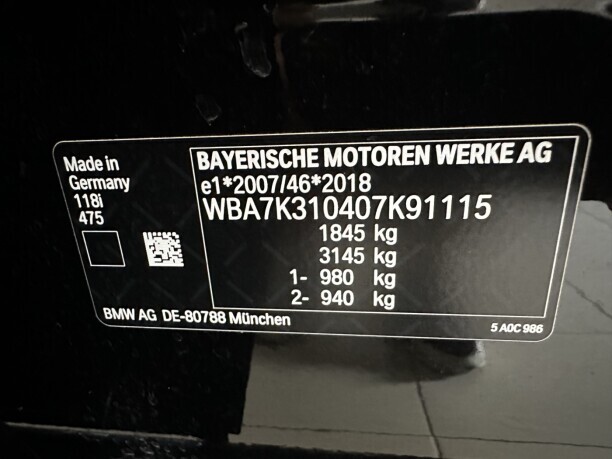 Made in
Germany
118i
475
BAYERISCHE MOTOREN WERKE AG
e1*2007/46*2018
WBA7K310407K91115
1845 kg
3145 kg
1- 980 kg
2- 940 kg
BMW AG DE-80788 München
5 A0C 986